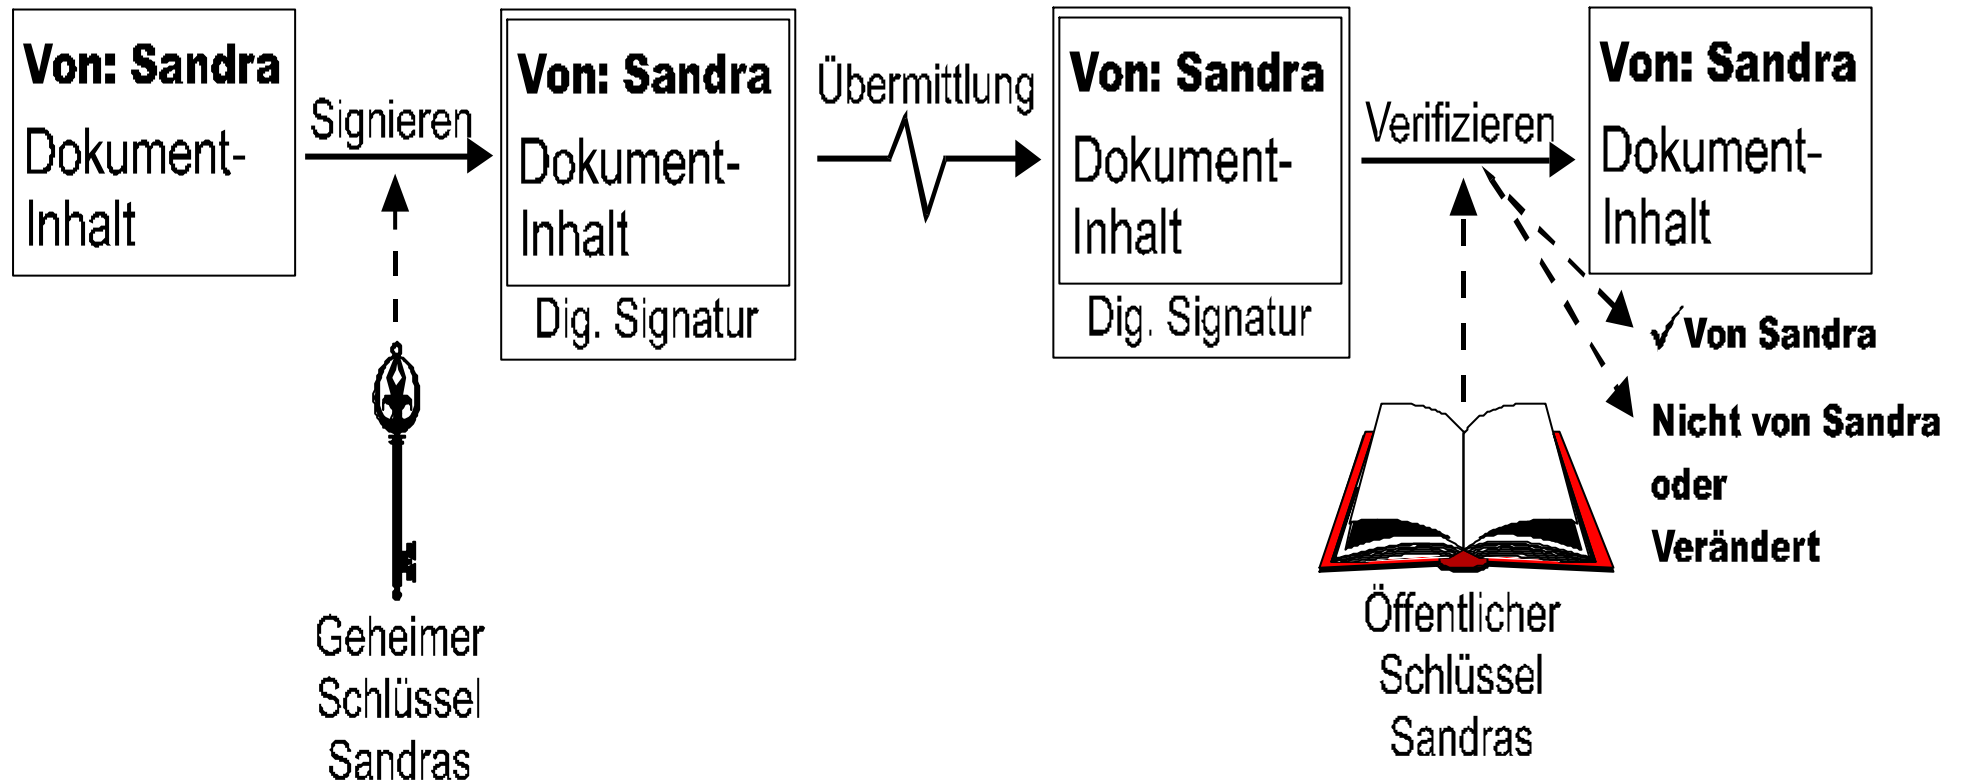 Von: Sandra
Dokument-
Inhalt
Signieren
Geheimer
Schlüssel
Sandras
Von: Sandra
Dokument-
Inhalt
Dig. Signatur
Übermittlung
Von: Sandra
Dokument-
Inhalt
Dig. Signatur
Verifizieren
Öffentlicher
Schlüssel
Sandras
Von: Sandra
Dokument-
Inhalt
✓Von Sandra
Nicht von Sandra
oder
Verändert